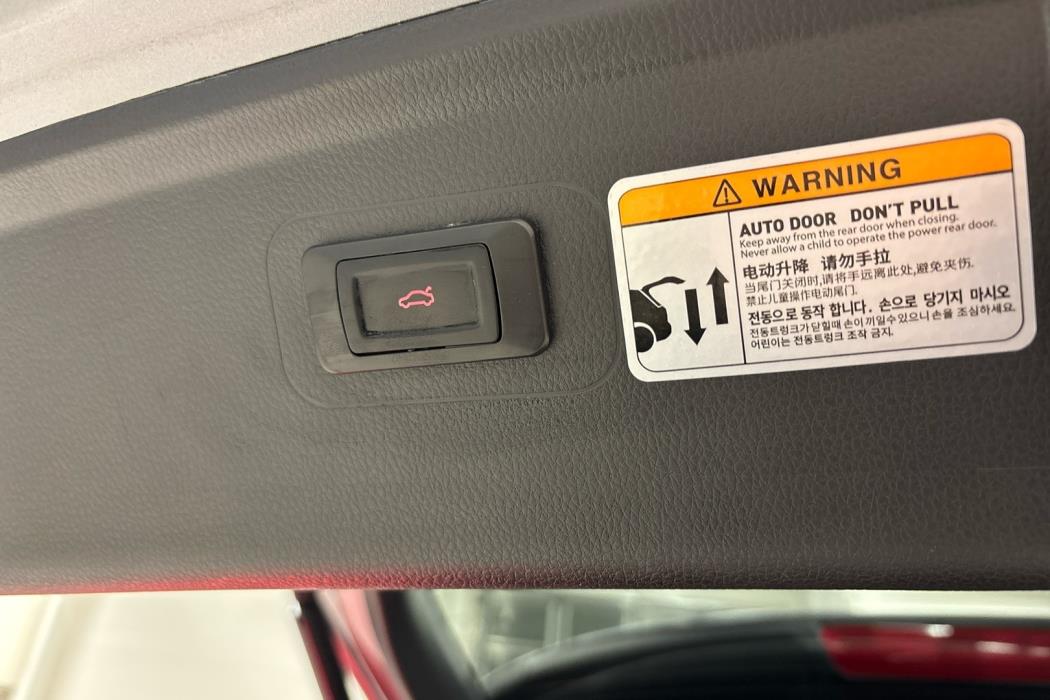 WARNING
AUTO DOOR DON'T PULL
Keep away from the rear door when closing.
Never allow a child to operate the power rear door.
电动升降 请勿手拉
当尾门关闭时,请将手远离此处,避免夹伤.
禁止儿童操作电动尾门.
전동으로 동작 합니다. 손으로 당기지 마시오
전동트렁크가 닫힐때 손이 끼일수있으니 손을 조심하세요.
어린이는 전동트렁크 조작 금지.